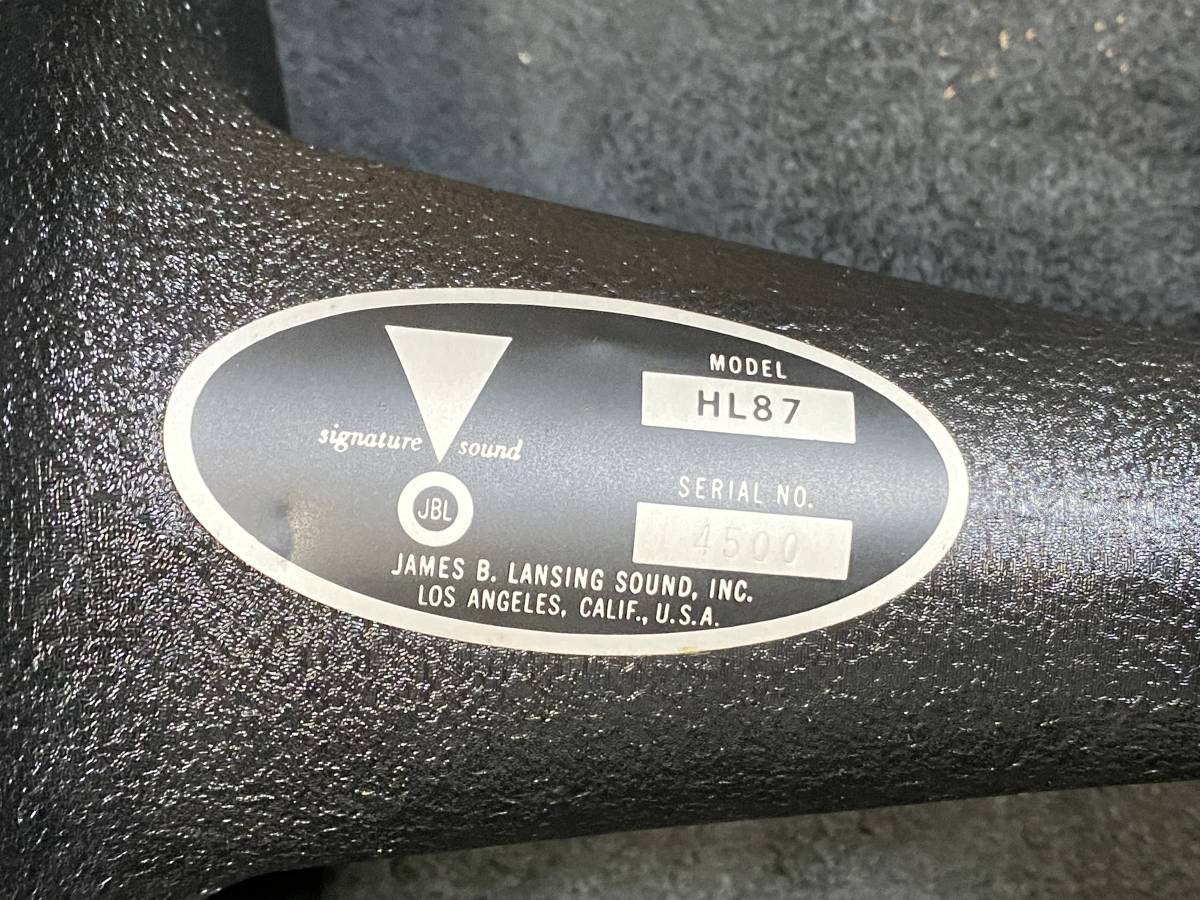 signature sound
JBL
MODEL
HL87
SERIAL NO.
4500
JAMES B. LANSING SOUND, INC.
LOS ANGELES, CALIF., U.S.A.